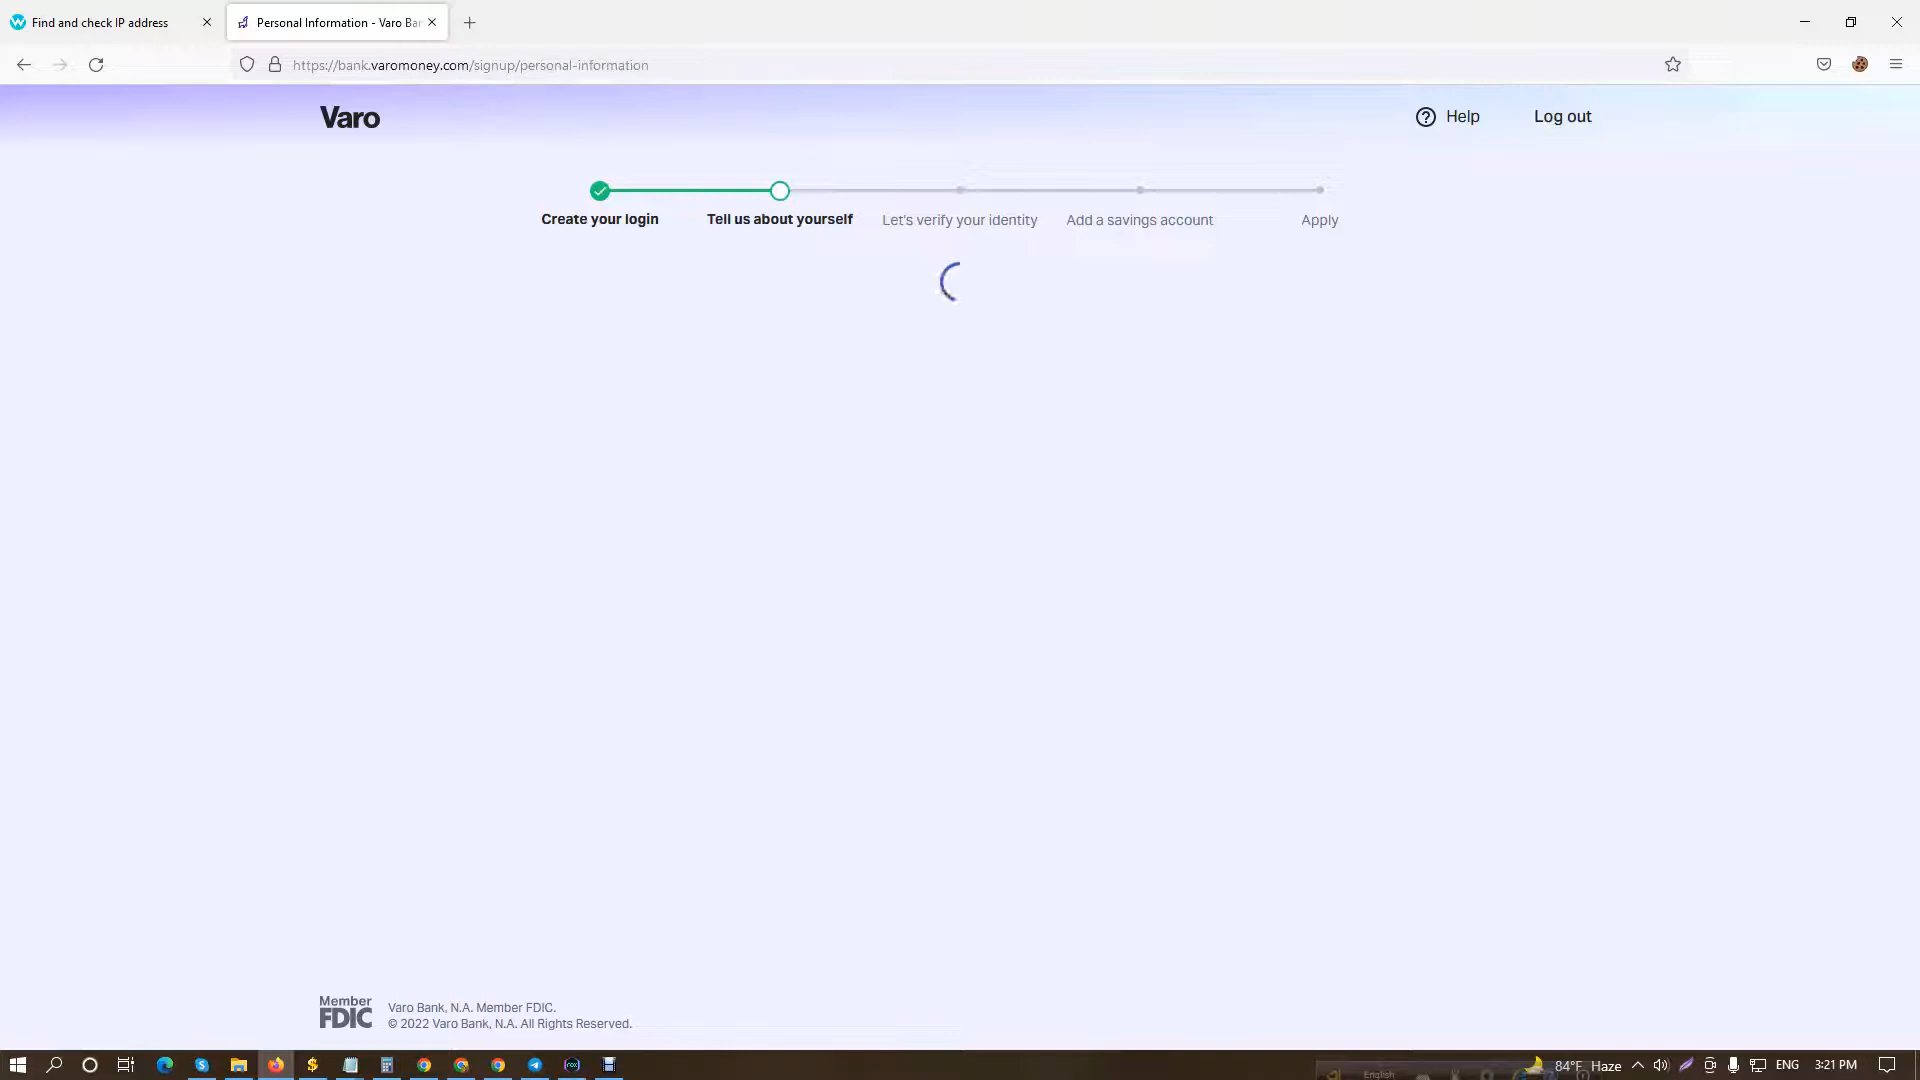 Find and check IP address
Personal Information - Varo Ba
https://bank.varomoney.com/signup/personal-information
Varo
Help
Log out
Create your login
Tell us about yourself
Let's verify your identity
Add a savings account
Apply
Member
FDIC
Varo Bank, N.A. Member FDIC.
© 2022 Varo Bank, N.A. All Rights Reserved.
English
84°F Haze
ENG
3:21 PM